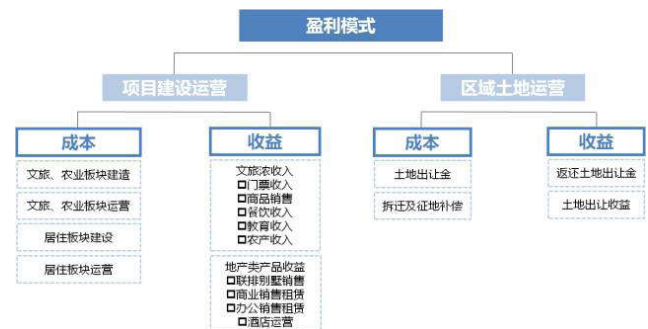 盈利模式
项目建设运营
区域土地运营
成本
收益
成本
收益
文旅、农业板块建造
文旅、农业板块运营
居住板块建设
居住板块运营
文旅浓收入
门票收入
商品销售
餐饮收入
教育收入
农产收入
地产类产品收益
联排别墅销售
商业销售租赁
办公销售租赁
酒店运营
土地出让金
拆迁及征地补偿
返还土地出让金
土地出让收益